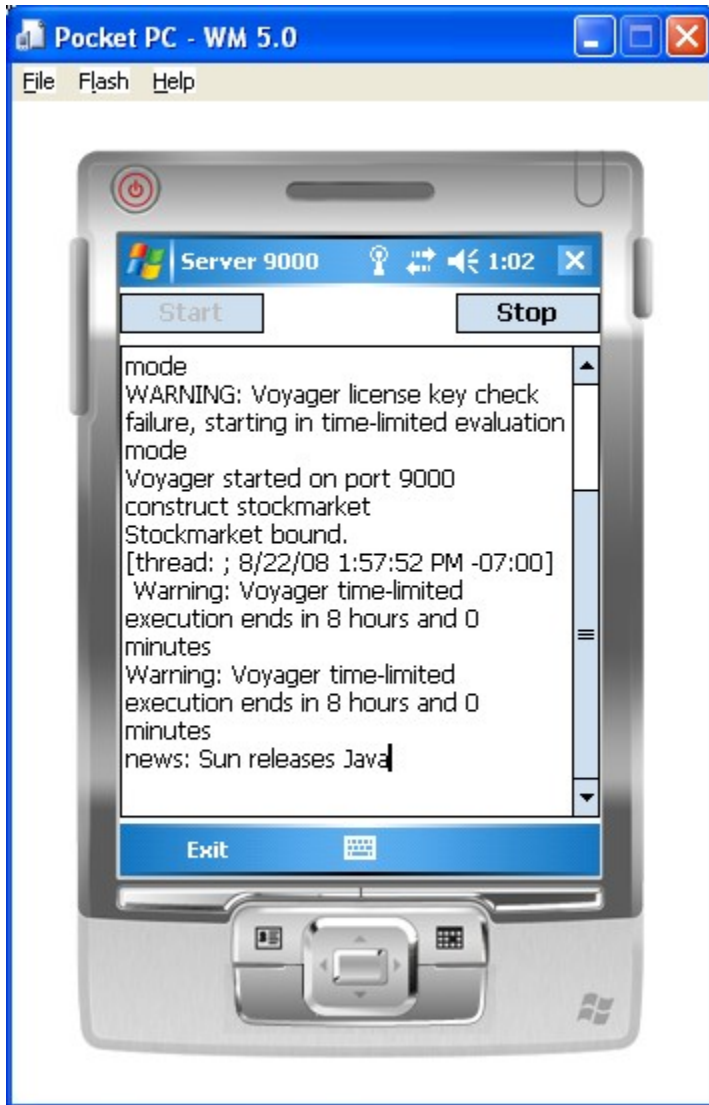 Pocket PC - WM 5.0
File Flash Help
Server 9000 1:02
Start Stop
mode
WARNING: Voyager license key check
failure, starting in time-limited evaluation
mode
Voyager started on port 9000
construct stockmarket
Stockmarket bound.
[thread: ; 8/22/08 1:57:52 PM -07:00]
Warning: Voyager time-limited
execution ends in 8 hours and 0
minutes
Warning: Voyager time-limited
execution ends in 8 hours and 0
minutes
news: Sun releases Java
Exit